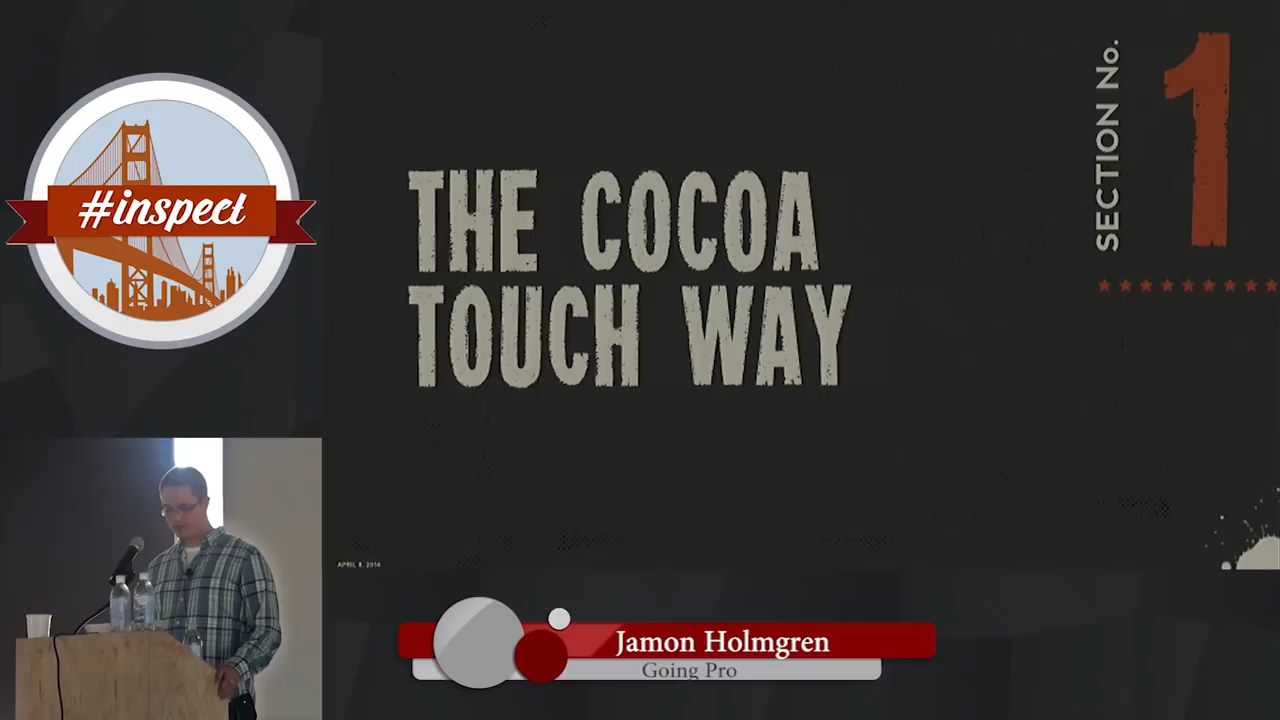 #inspect
THE COCOA
TOUCH WAY
SECTION No.
1
APRIL 8, 2014
Jamon Holmgren
Going Pro